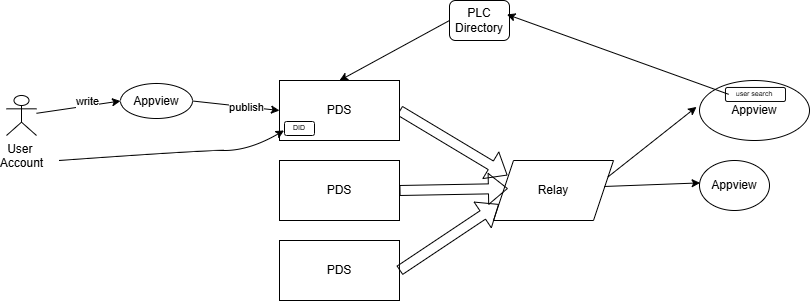 PLC
Directory
user search
Appview
write
Appview
publish
PDS
DID
User
Account
PDS
Relay
Appview
PDS